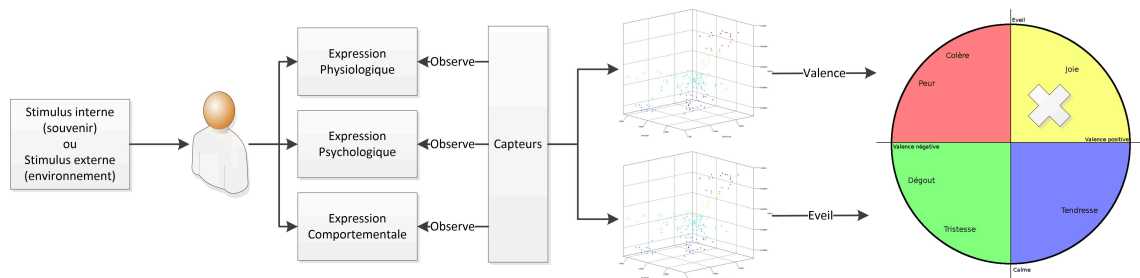 Stimulus interne
(souvenir)
ou
Stimulus externe
(environnement)
Expression
Physiologique
Expression
Psychologique
Expression
Comportementale
Observe
Observe
Observe
Capteurs
Valence
Eveil
Eveil
Colère
Peur
Joie
Valence négative
Valence positive
Dégout
Tristesse
Tendresse
Calme